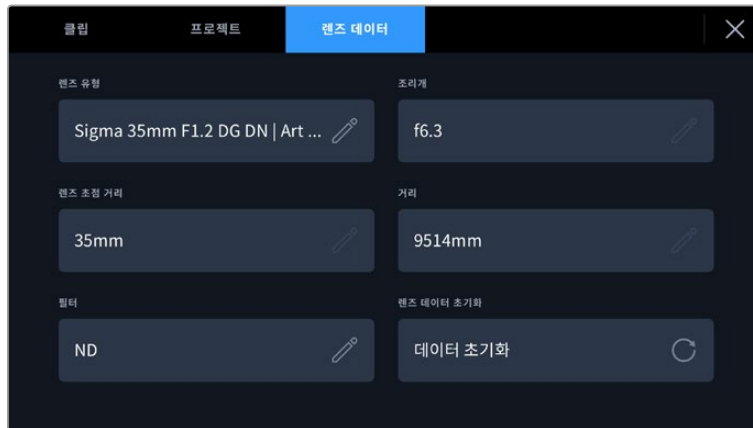 클립 프로젝트 렌즈 데이터
렌즈 유형 조리개
Sigma 35mm F1.2 DG DN | Art ... f6.3
렌즈 초점 거리 거리
35mm 9514mm
필터 렌즈 데이터 초기화
ND 데이터 초기화